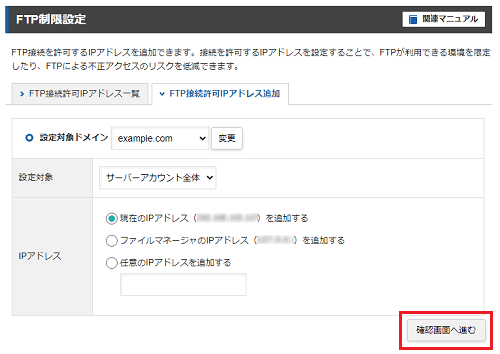 FTP制限設定
関連マニュアル
FTP接続を許可するIPアドレスを追加できます。接続を許可するIPアドレスを設定することで、FTPが利用できる環境を限定
したり、FTPによる不正アクセスのリスクを低減できます。
FTP接続許可IPアドレス一覧
FTP接続許可IPアドレス追加
設定対象ドメイン example.com 変更
設定対象 サーバーアカウント全体
IPアドレス
現在のIPアドレス（）を追加する
ファイルマネージャのIPアドレス（）を追加する
任意のIPアドレスを追加する
確認画面へ進む